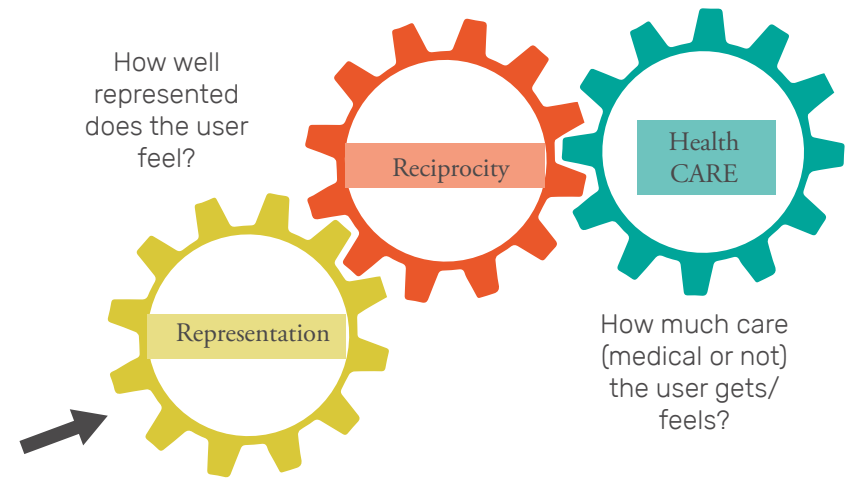 How well
represented
does the user
feel?
Reciprocity
Health
CARE
Representation
How much care
(medical or not)
the user gets/
feels?